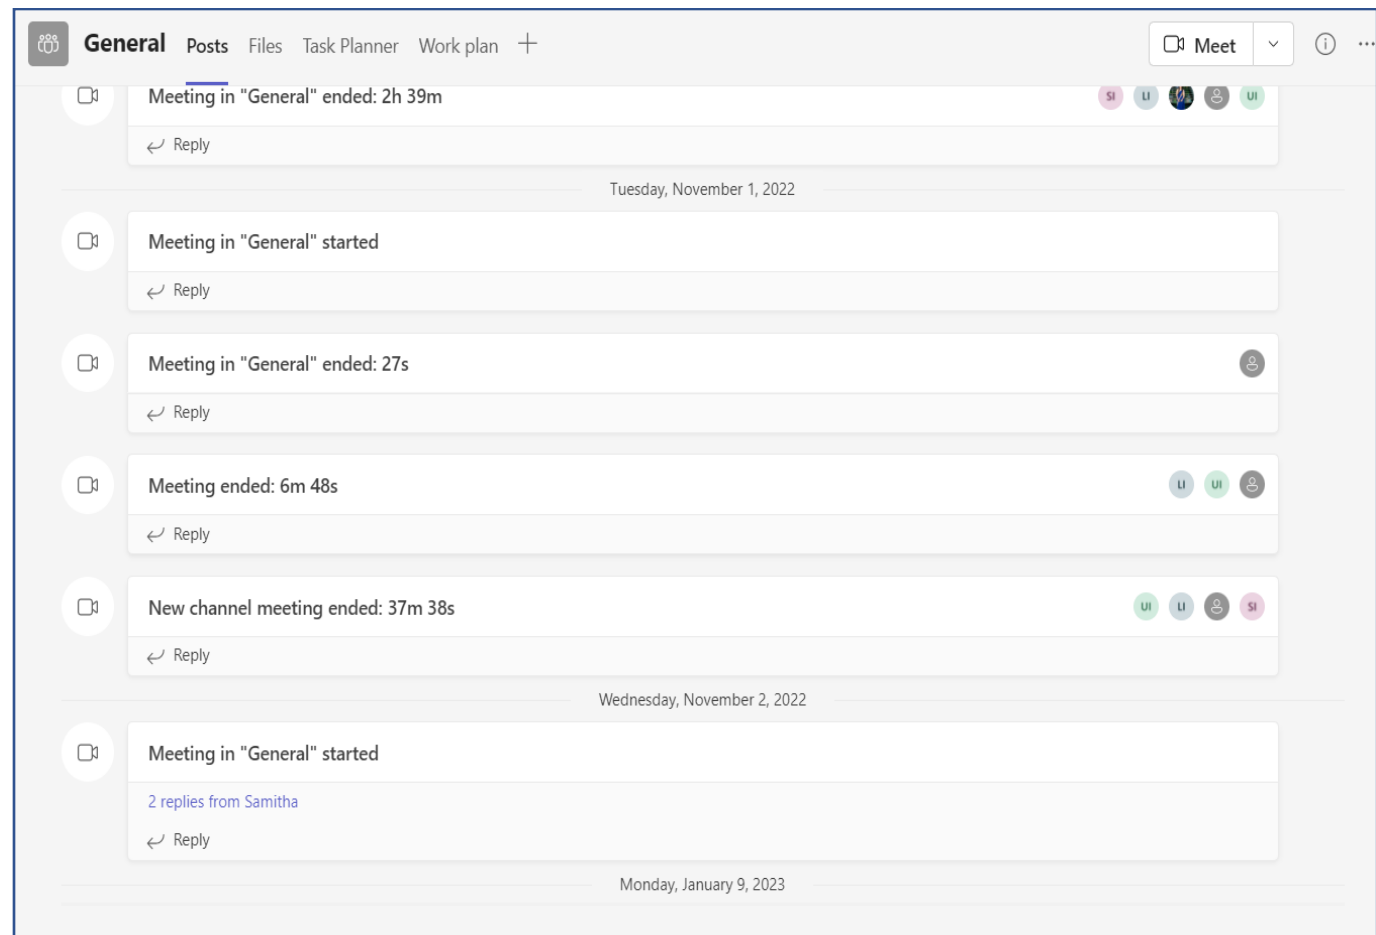 General Posts Files Task Planner Work plan Meet
Meeting in "General" ended: 2h 39m SI LI UI
Reply
Tuesday, November 1, 2022
Meeting in "General" started
Reply
Meeting in "General" ended: 27s
Reply
Meeting ended: 6m 48s LI UI
Reply
New channel meeting ended: 37m 38s UI LI SI
Reply
Wednesday, November 2, 2022
Meeting in "General" started
2 replies from Samitha
Reply
Monday, January 9, 2023